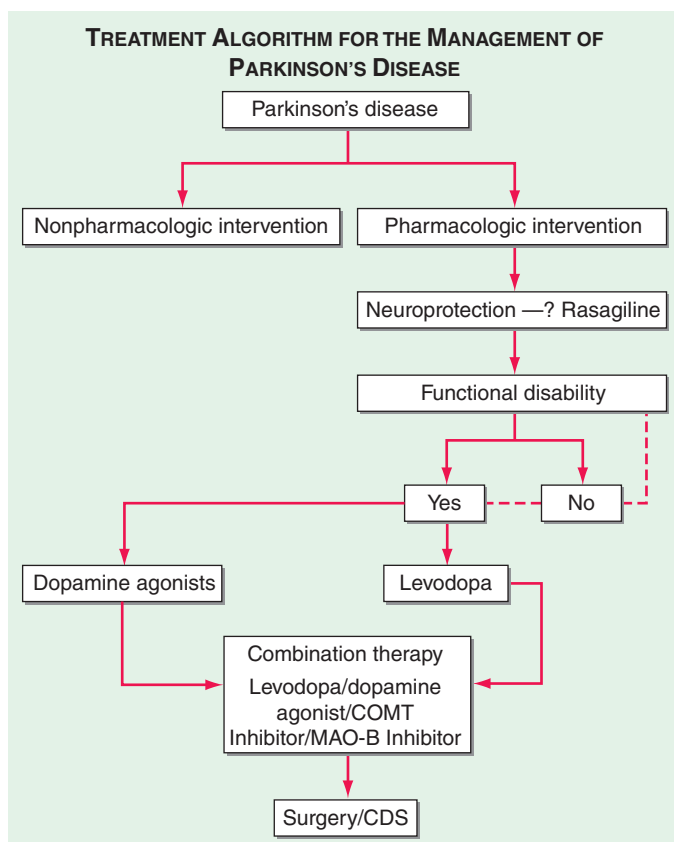 TREATMENT ALGORITHM FOR THE MANAGEMENT OF
PARKINSON'S DISEASE
Parkinson's disease
Nonpharmacologic intervention
Pharmacologic intervention
Neuroprotection —? Rasagiline
Functional disability
Yes
No
Dopamine agonists
Levodopa
Combination therapy
Levodopa/dopamine
agonist/COMT
Inhibitor/MAO-B Inhibitor
Surgery/CDS